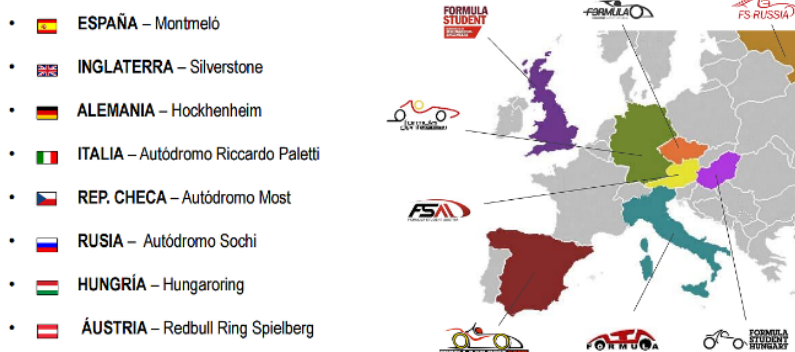 ESPAÑA – Montmeló
INGLATERRA – Silverstone
ALEMANIA – Hockhenheim
ITALIA – Autódromo Riccardo Paletti
REP. CHECA – Autódromo Most
RUSIA – Autódromo Sochi
HUNGRÍA – Hungaroring
ÁUSTRIA – Redbull Ring Spielberg
FORMULA
STUDENT
FORMULA
FS RUSSIA
formula
FSA
FORMULA
FORMULA
STUDENT
HUNGARY